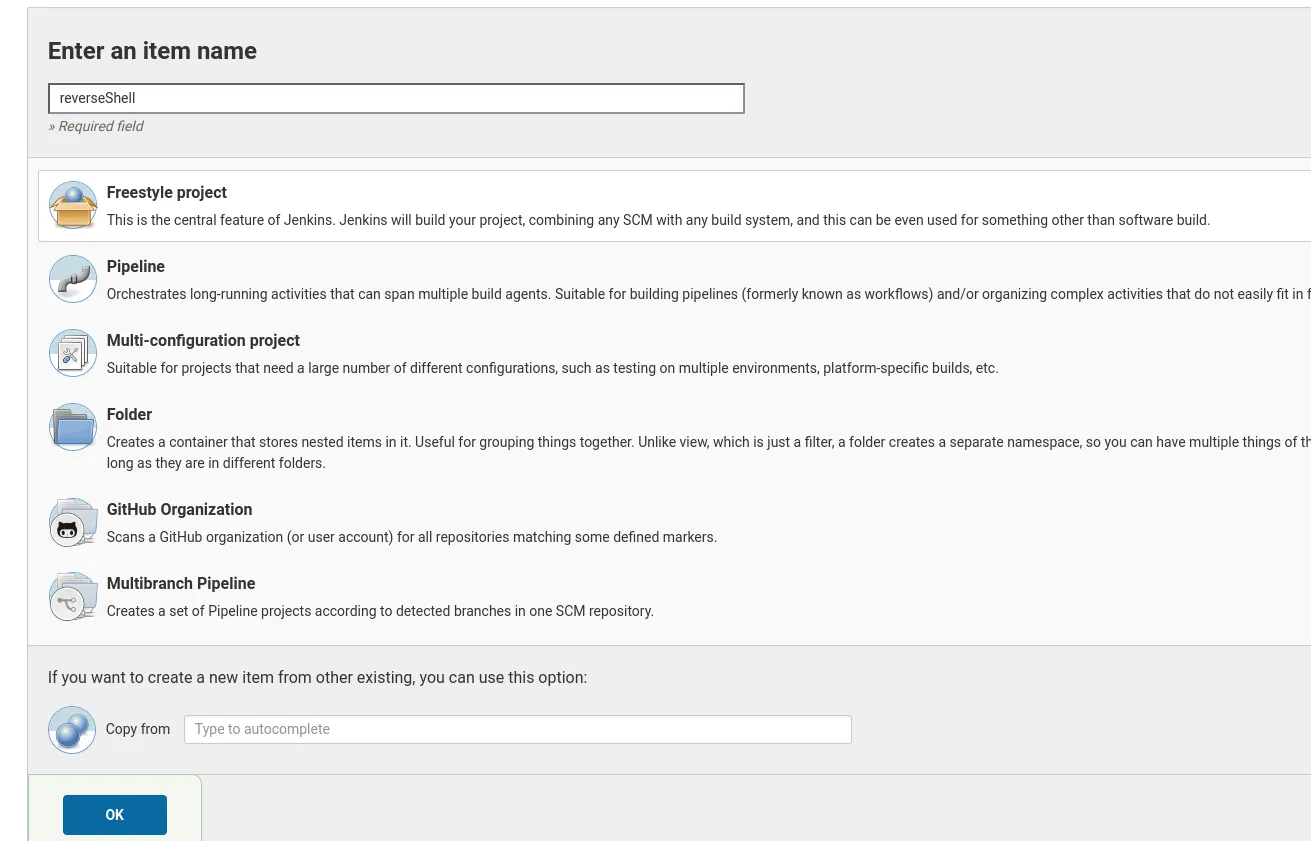 Enter an item name
reverseShell
» Required field
Freestyle project
This is the central feature of Jenkins. Jenkins will build your project, combining any SCM with any build system, and this can be even used for something other than software build.
Pipeline
Orchestrates long-running activities that can span multiple build agents. Suitable for building pipelines (formerly known as workflows) and/or organizing complex activities that do not easily fit in f
Multi-configuration project
Suitable for projects that need a large number of different configurations, such as testing on multiple environments, platform-specific builds, etc.
Folder
Creates a container that stores nested items in it. Useful for grouping things together. Unlike view, which is just a filter, a folder creates a separate namespace, so you can have multiple things of th
long as they are in different folders.
GitHub Organization
Scans a GitHub organization (or user account) for all repositories matching some defined markers.
Multibranch Pipeline
Creates a set of Pipeline projects according to detected branches in one SCM repository.
If you want to create a new item from other existing, you can use this option:
Copy from
Type to autocomplete
OK